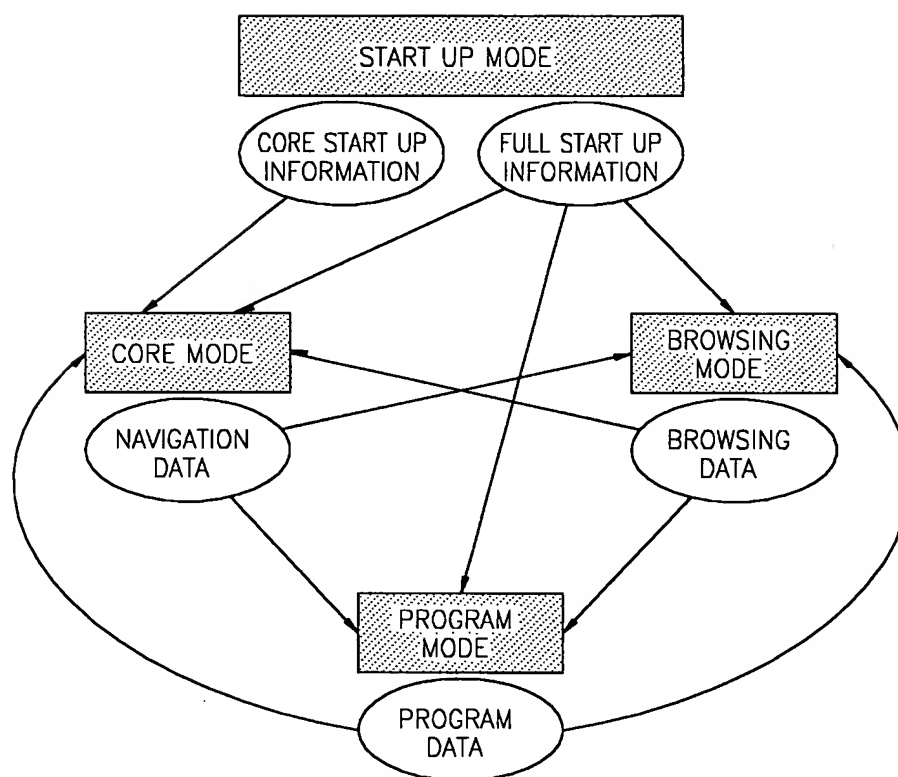 START UP MODE
CORE START UP
INFORMATION
FULL START UP
INFORMATION
CORE MODE
BROWSING
MODE
NAVIGATION
DATA
BROWSING
DATA
PROGRAM
MODE
PROGRAM
DATA